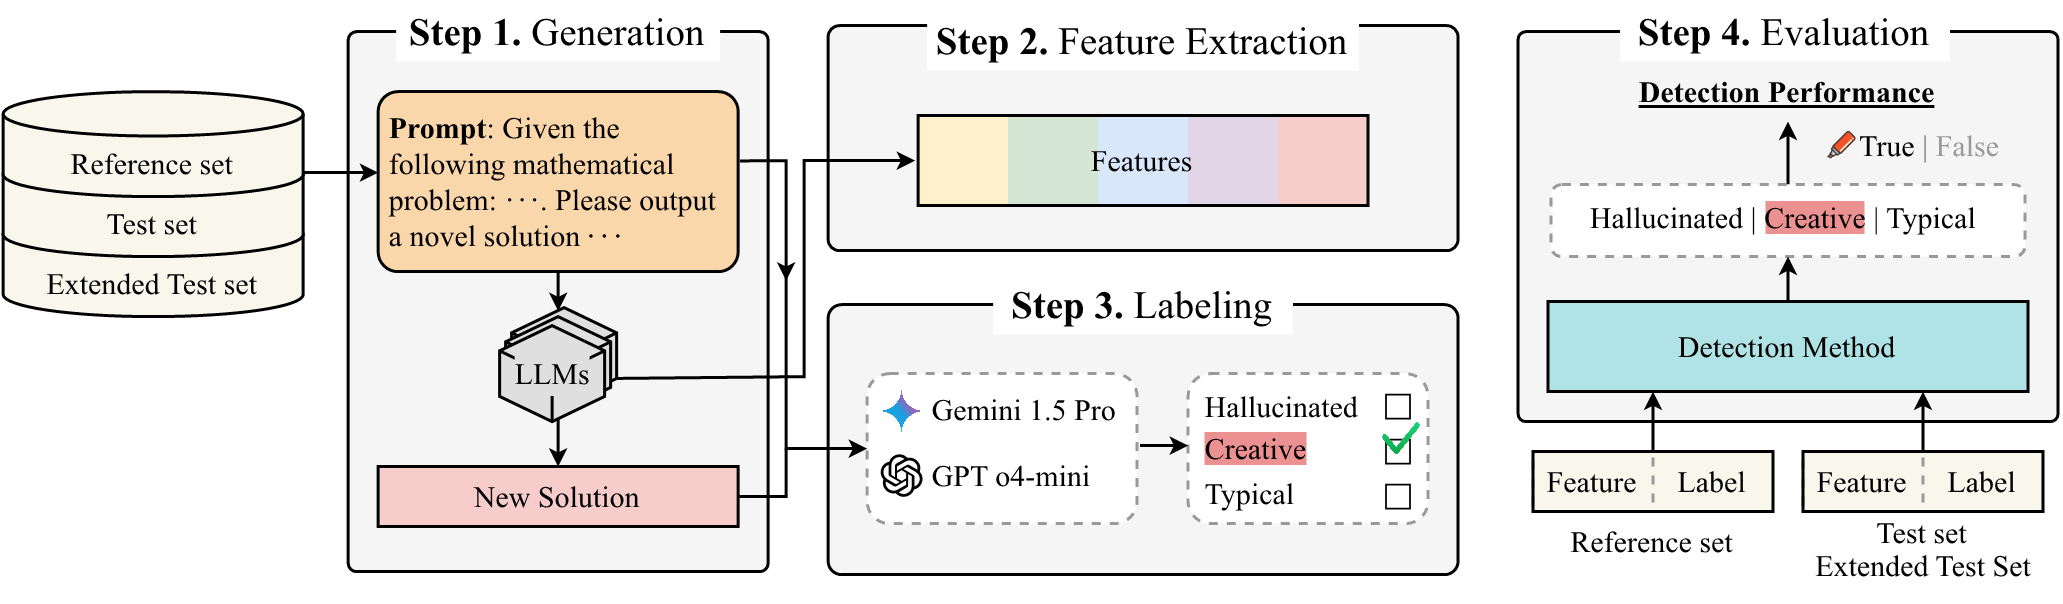 Reference set
Test set
Extended Test set
Step 1. Generation
Prompt: Given the
following mathematical
problem: ···. Please output
a novel solution ···
LLMs
New Solution
Step 2. Feature Extraction
Features
Step 3. Labeling
Gemini 1.5 Pro
GPT o4-mini
Hallucinated
Creative
Typical
Step 4. Evaluation
Detection Performance
True | False
Hallucinated | Creative | Typical
Detection Method
Feature | Label
Reference set
Feature | Label
Test set
Extended Test Set